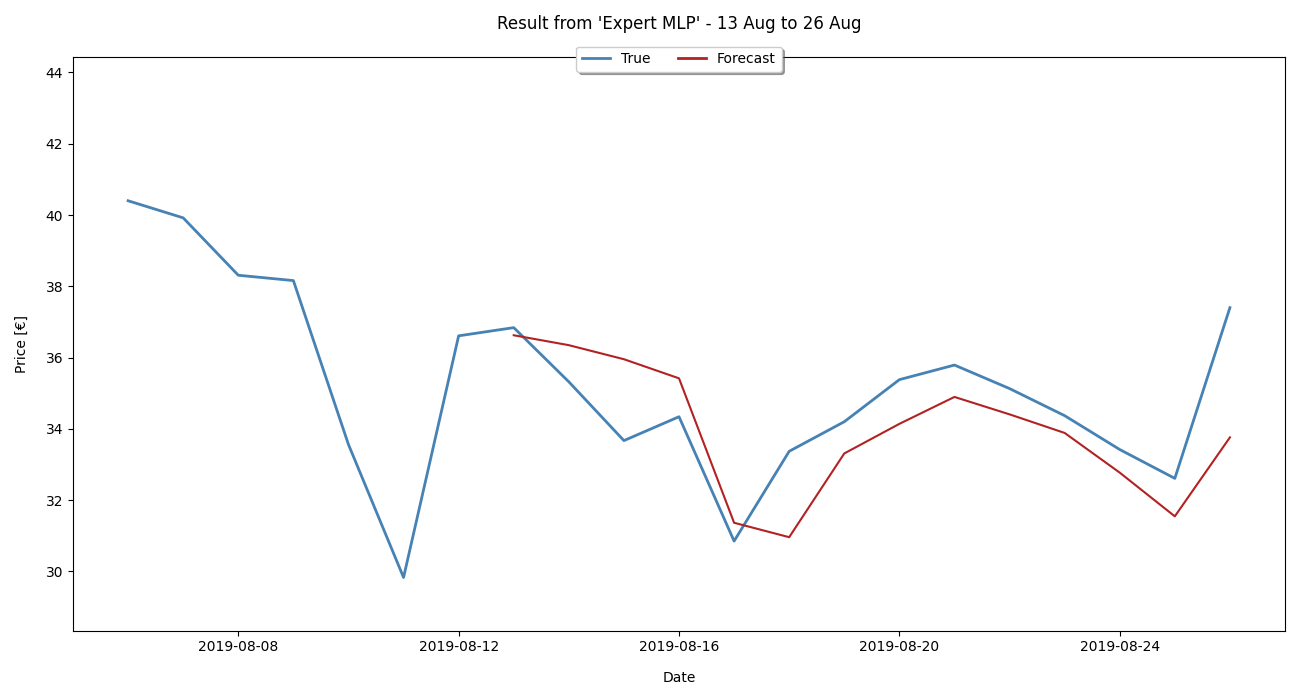 Result from 'Expert MLP' - 13 Aug to 26 Aug
True Forecast
44
42
40
38
36
34
32
30
Price [€]
2019-08-08 2019-08-12 2019-08-16 2019-08-20 2019-08-24
Date